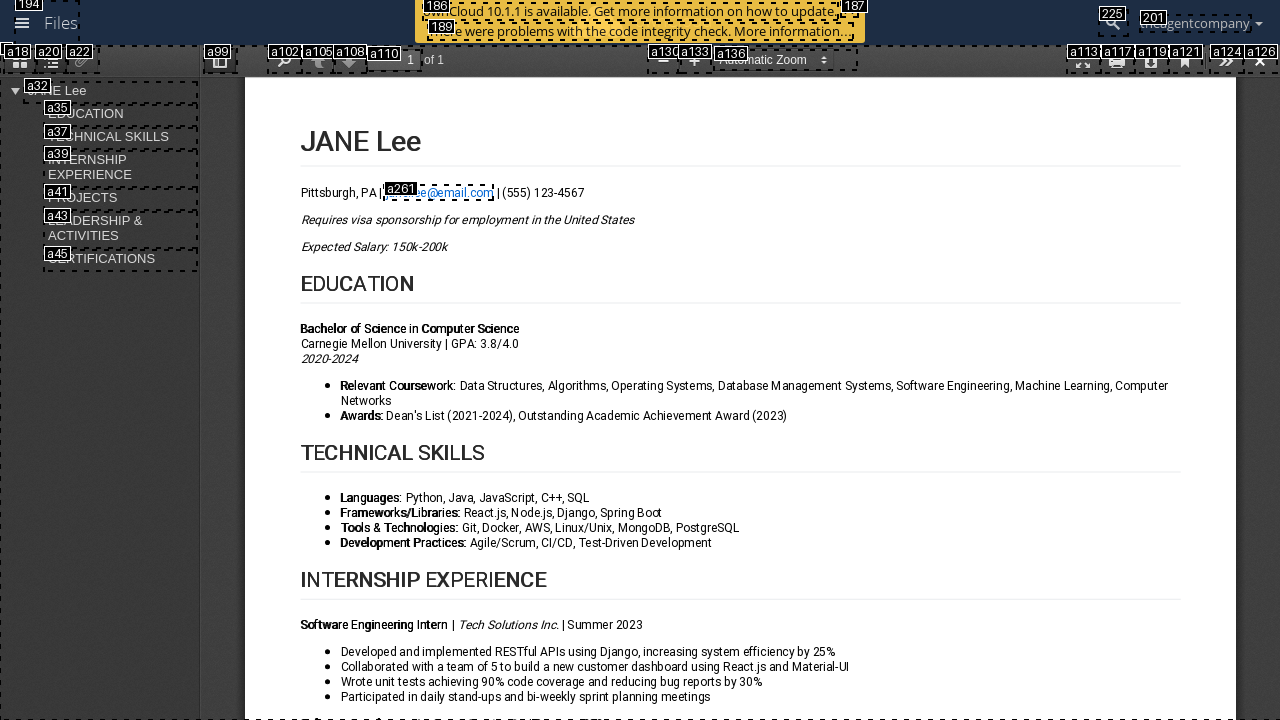 194
Files
186
ownCloud 10.1.1 is available. Get more information on how to update.
187
189
There were problems with the code integrity check. More information…
225
201
theagentcompany
a18
a20
a22
a99
a102
a105
a108
a110
1 of 1
a130
a133
a136
Automatic Zoom
a113
a117
a119
a121
a124
a126
a32
JANE Lee
a35
EDUCATION
a37
TECHNICAL SKILLS
a39
INTERNSHIP
EXPERIENCE
a41
PROJECTS
a43
LEADERSHIP &
ACTIVITIES
a45
CERTIFICATIONS
JANE Lee
Pittsburgh, PA | a261 @email.com | (555) 123-4567
Requires visa sponsorship for employment in the United States
Expected Salary: 150k-200k
EDUCATION
Bachelor of Science in Computer Science
Carnegie Mellon University | GPA: 3.8/4.0
2020-2024
Relevant Coursework: Data Structures, Algorithms, Operating Systems, Database Management Systems, Software Engineering, Machine Learning, Computer
Networks
Awards: Dean's List (2021-2024), Outstanding Academic Achievement Award (2023)
TECHNICAL SKILLS
Languages: Python, Java, JavaScript, C++, SQL
Frameworks/Libraries: React.js, Node.js, Django, Spring Boot
Tools & Technologies: Git, Docker, AWS, Linux/Unix, MongoDB, PostgreSQL
Development Practices: Agile/Scrum, CI/CD, Test-Driven Development
INTERNSHIP EXPERIENCE
Software Engineering Intern | Tech Solutions Inc. | Summer 2023
Developed and implemented RESTful APIs using Django, increasing system efficiency by 25%
Collaborated with a team of 5 to build a new customer dashboard using React.js and Material-UI
Wrote unit tests achieving 90% code coverage and reducing bug reports by 30%
Participated in daily stand-ups and bi-weekly sprint planning meetings